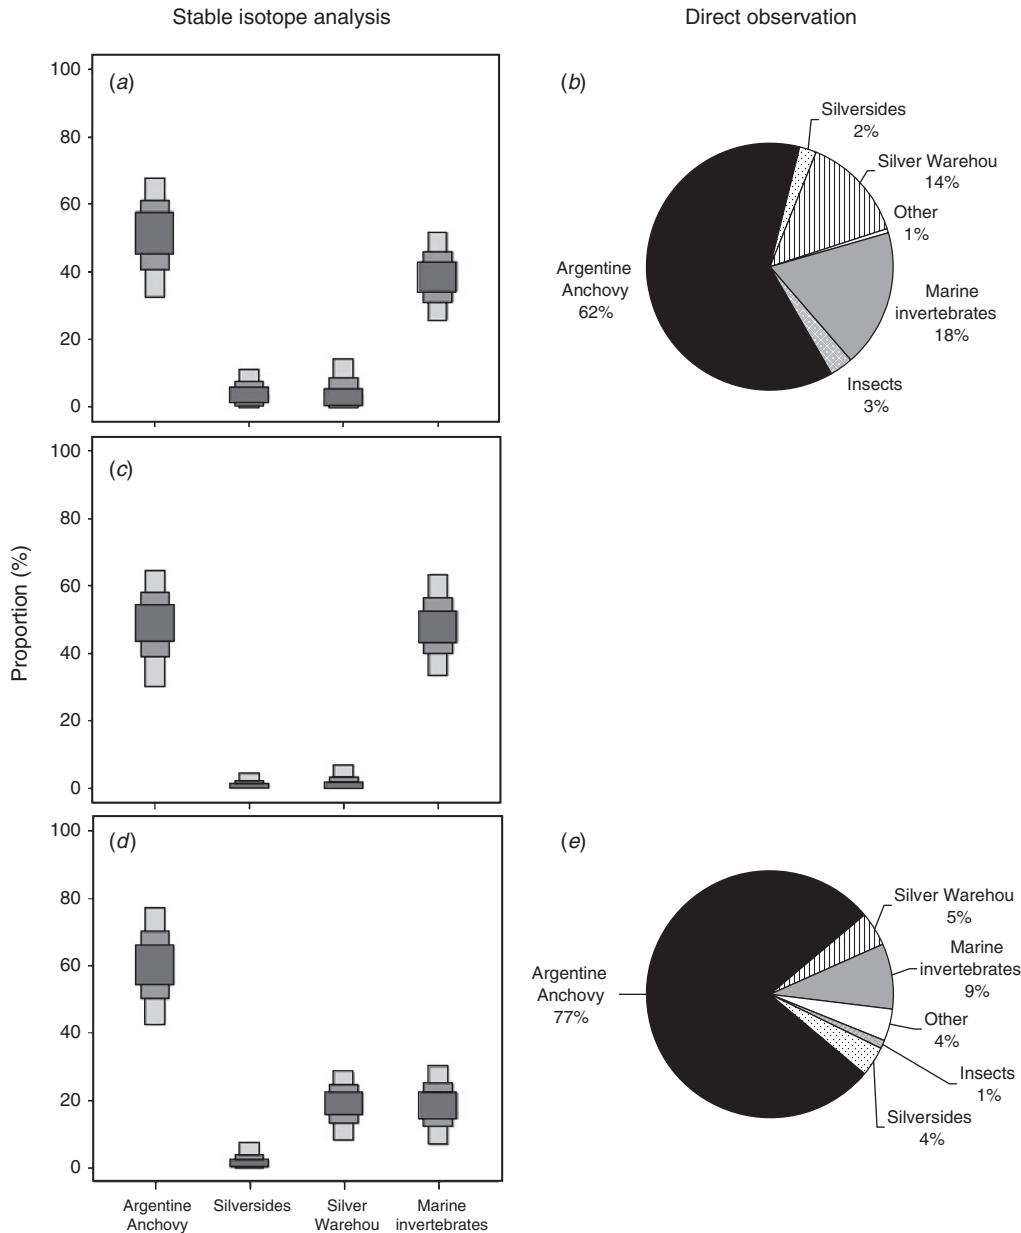 Stable isotope analysis
Direct observation
Proportion (%)
(a)
100
80
60
40
20
0
(b)
Silversides
2%
Silver Warehou
14%
Other
1%
Marine
invertebrates
18%
Insects
3%
Argentine
Anchovy
62%
(c)
100
80
60
40
20
0
(d)
100
80
60
40
20
0
Argentine
Anchovy
Silversides
Silver
Warehou
Marine
invertebrates
(e)
Silver Warehou
5%
Marine
invertebrates
9%
Other
4%
Insects
1%
Silversides
4%
Argentine
Anchovy
77%